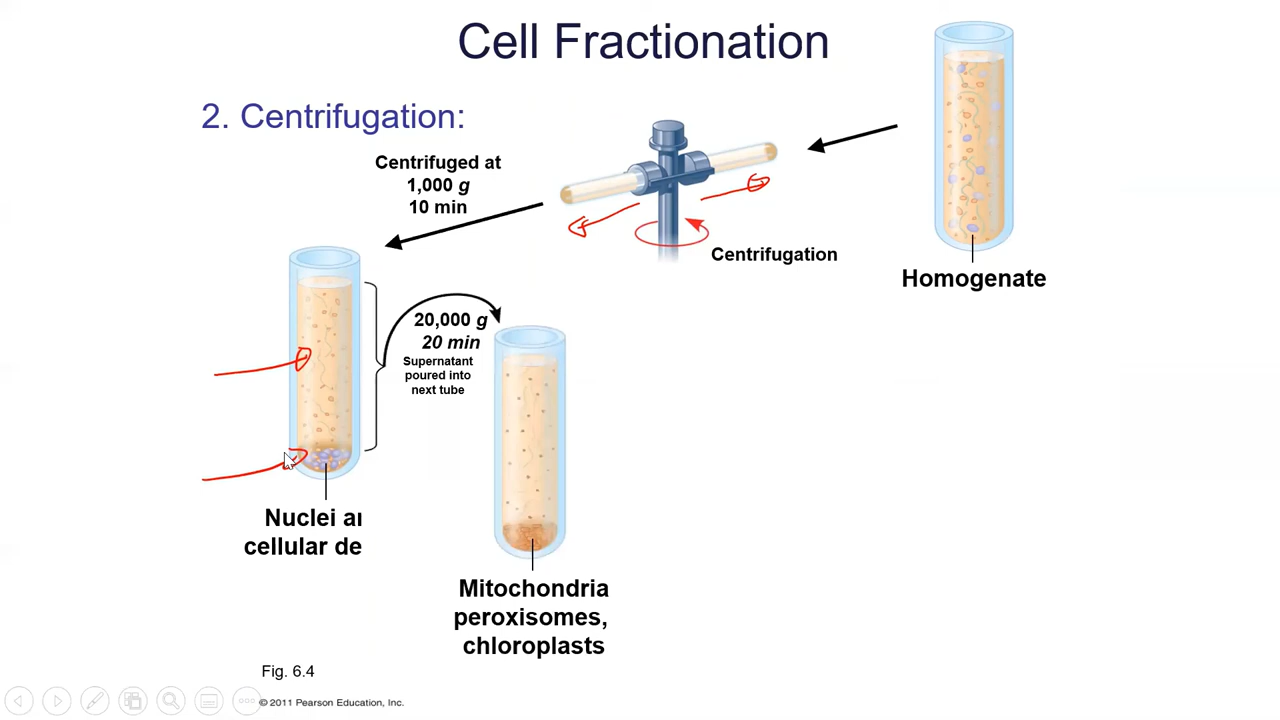 Cell Fractionation
2. Centrifugation:
Centrifuged at
1,000 g
10 min
Centrifugation
Homogenate
20,000 g
20 min
Supernatant
poured into
next tube
Nuclei
cellular de
Mitochondria
peroxisomes,
chloroplasts
Fig. 6.4
© 2011 Pearson Education, Inc.